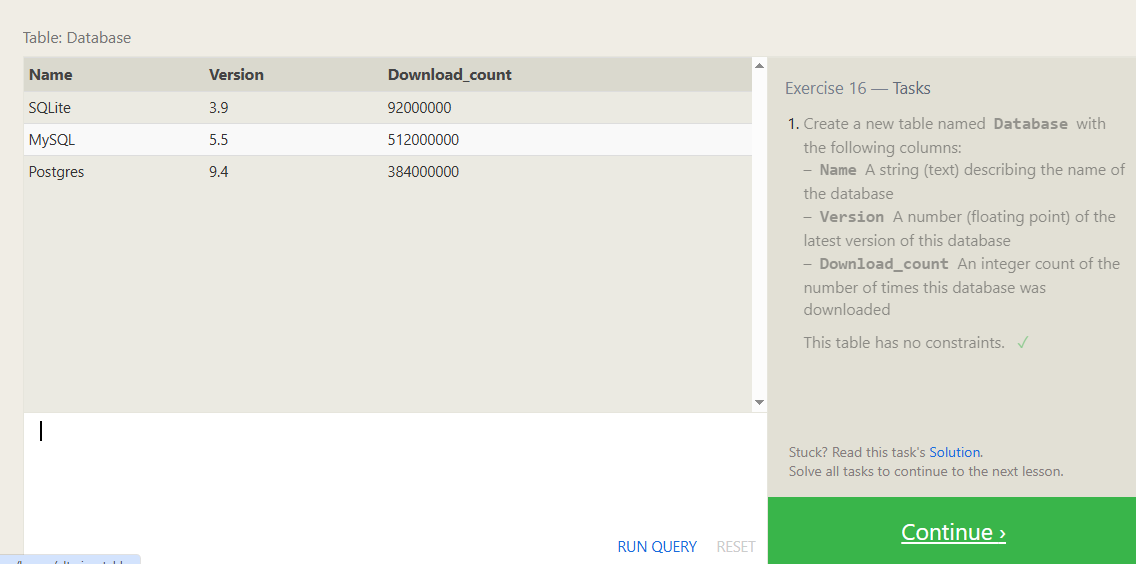 Table: Database
Name Version Download_count
SQLite 3.9 92000000
MySQL 5.5 512000000
Postgres 9.4 384000000
Exercise 16 — Tasks
1. Create a new table named Database with
the following columns:
– Name A string (text) describing the name of
the database
– Version A number (floating point) of the
latest version of this database
– Download_count An integer count of the
number of times this database was
downloaded
This table has no constraints. ✓
Stuck? Read this task's Solution.
Solve all tasks to continue to the next lesson.
RUN QUERY RESET
Continue ›